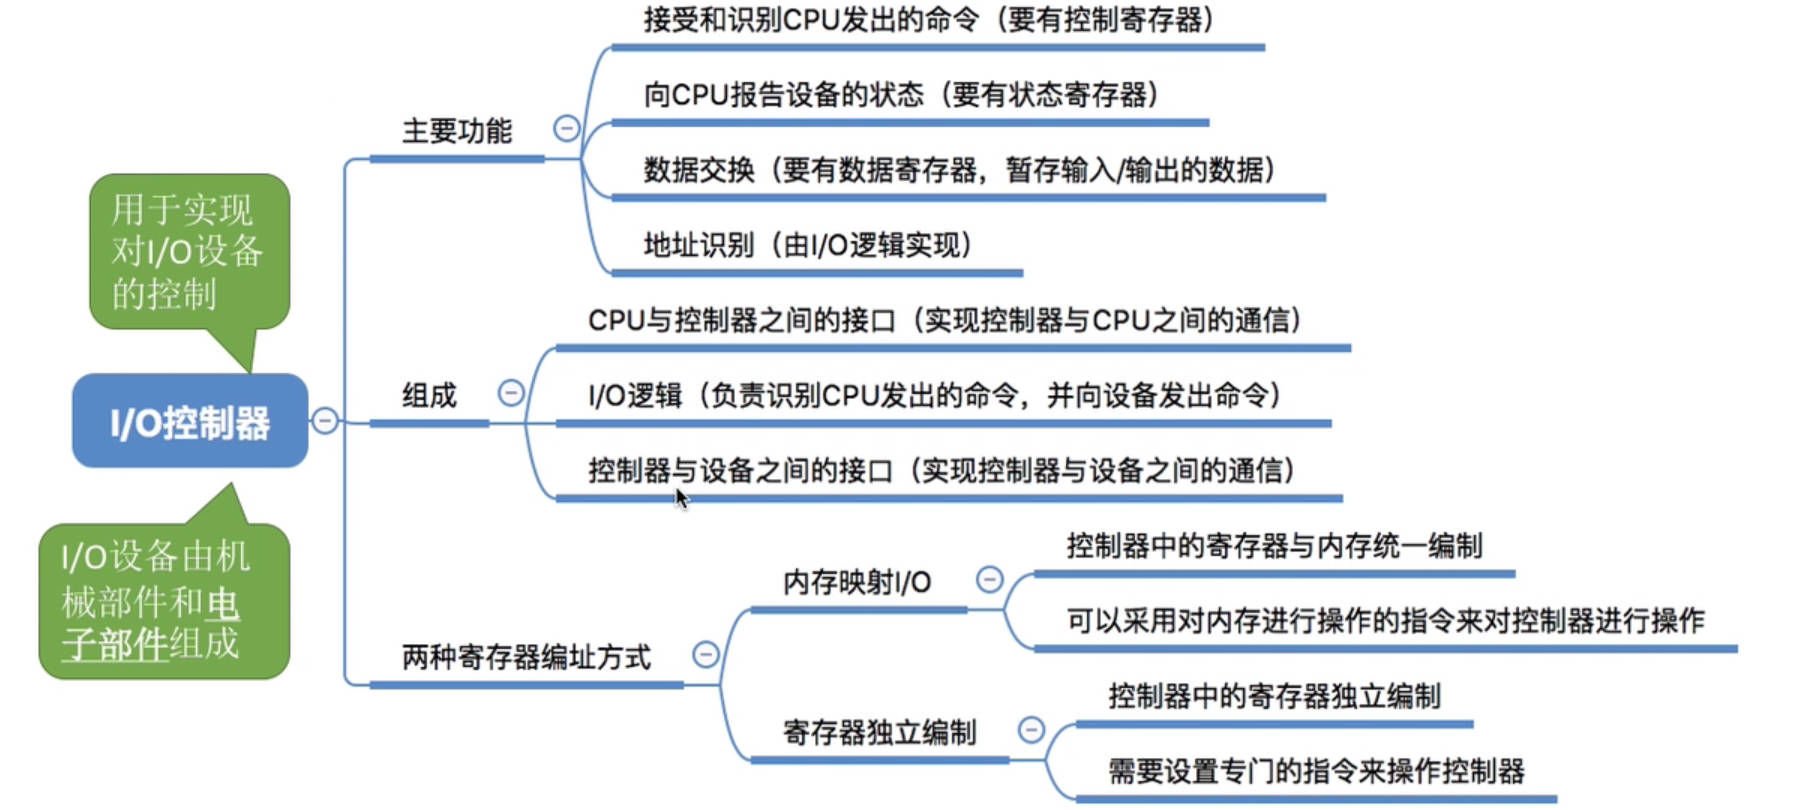 接受和识别CPU发出的命令（要有控制寄存器）
向CPU报告设备的状态（要有状态寄存器）
主要功能
数据交换（要有数据寄存器，暂存输入/输出的数据）
地址识别（由I/O逻辑实现）
用于实现
对I/O设备
的控制
CPU与控制器之间的接口（实现控制器与CPU之间的通信）
组成
I/O逻辑（负责识别CPU发出的命令，并向设备发出命令）
I/O控制器
控制器与设备之间的接口（实现控制器与设备之间的通信）
I/O设备由机
械部件和电
子部件组成
控制器中的寄存器与内存统一编制
内存映射I/O
可以采用对内存进行操作的指令来对控制器进行操作
两种寄存器编址方式
控制器中的寄存器独立编制
寄存器独立编制
需要设置专门的指令来操作控制器